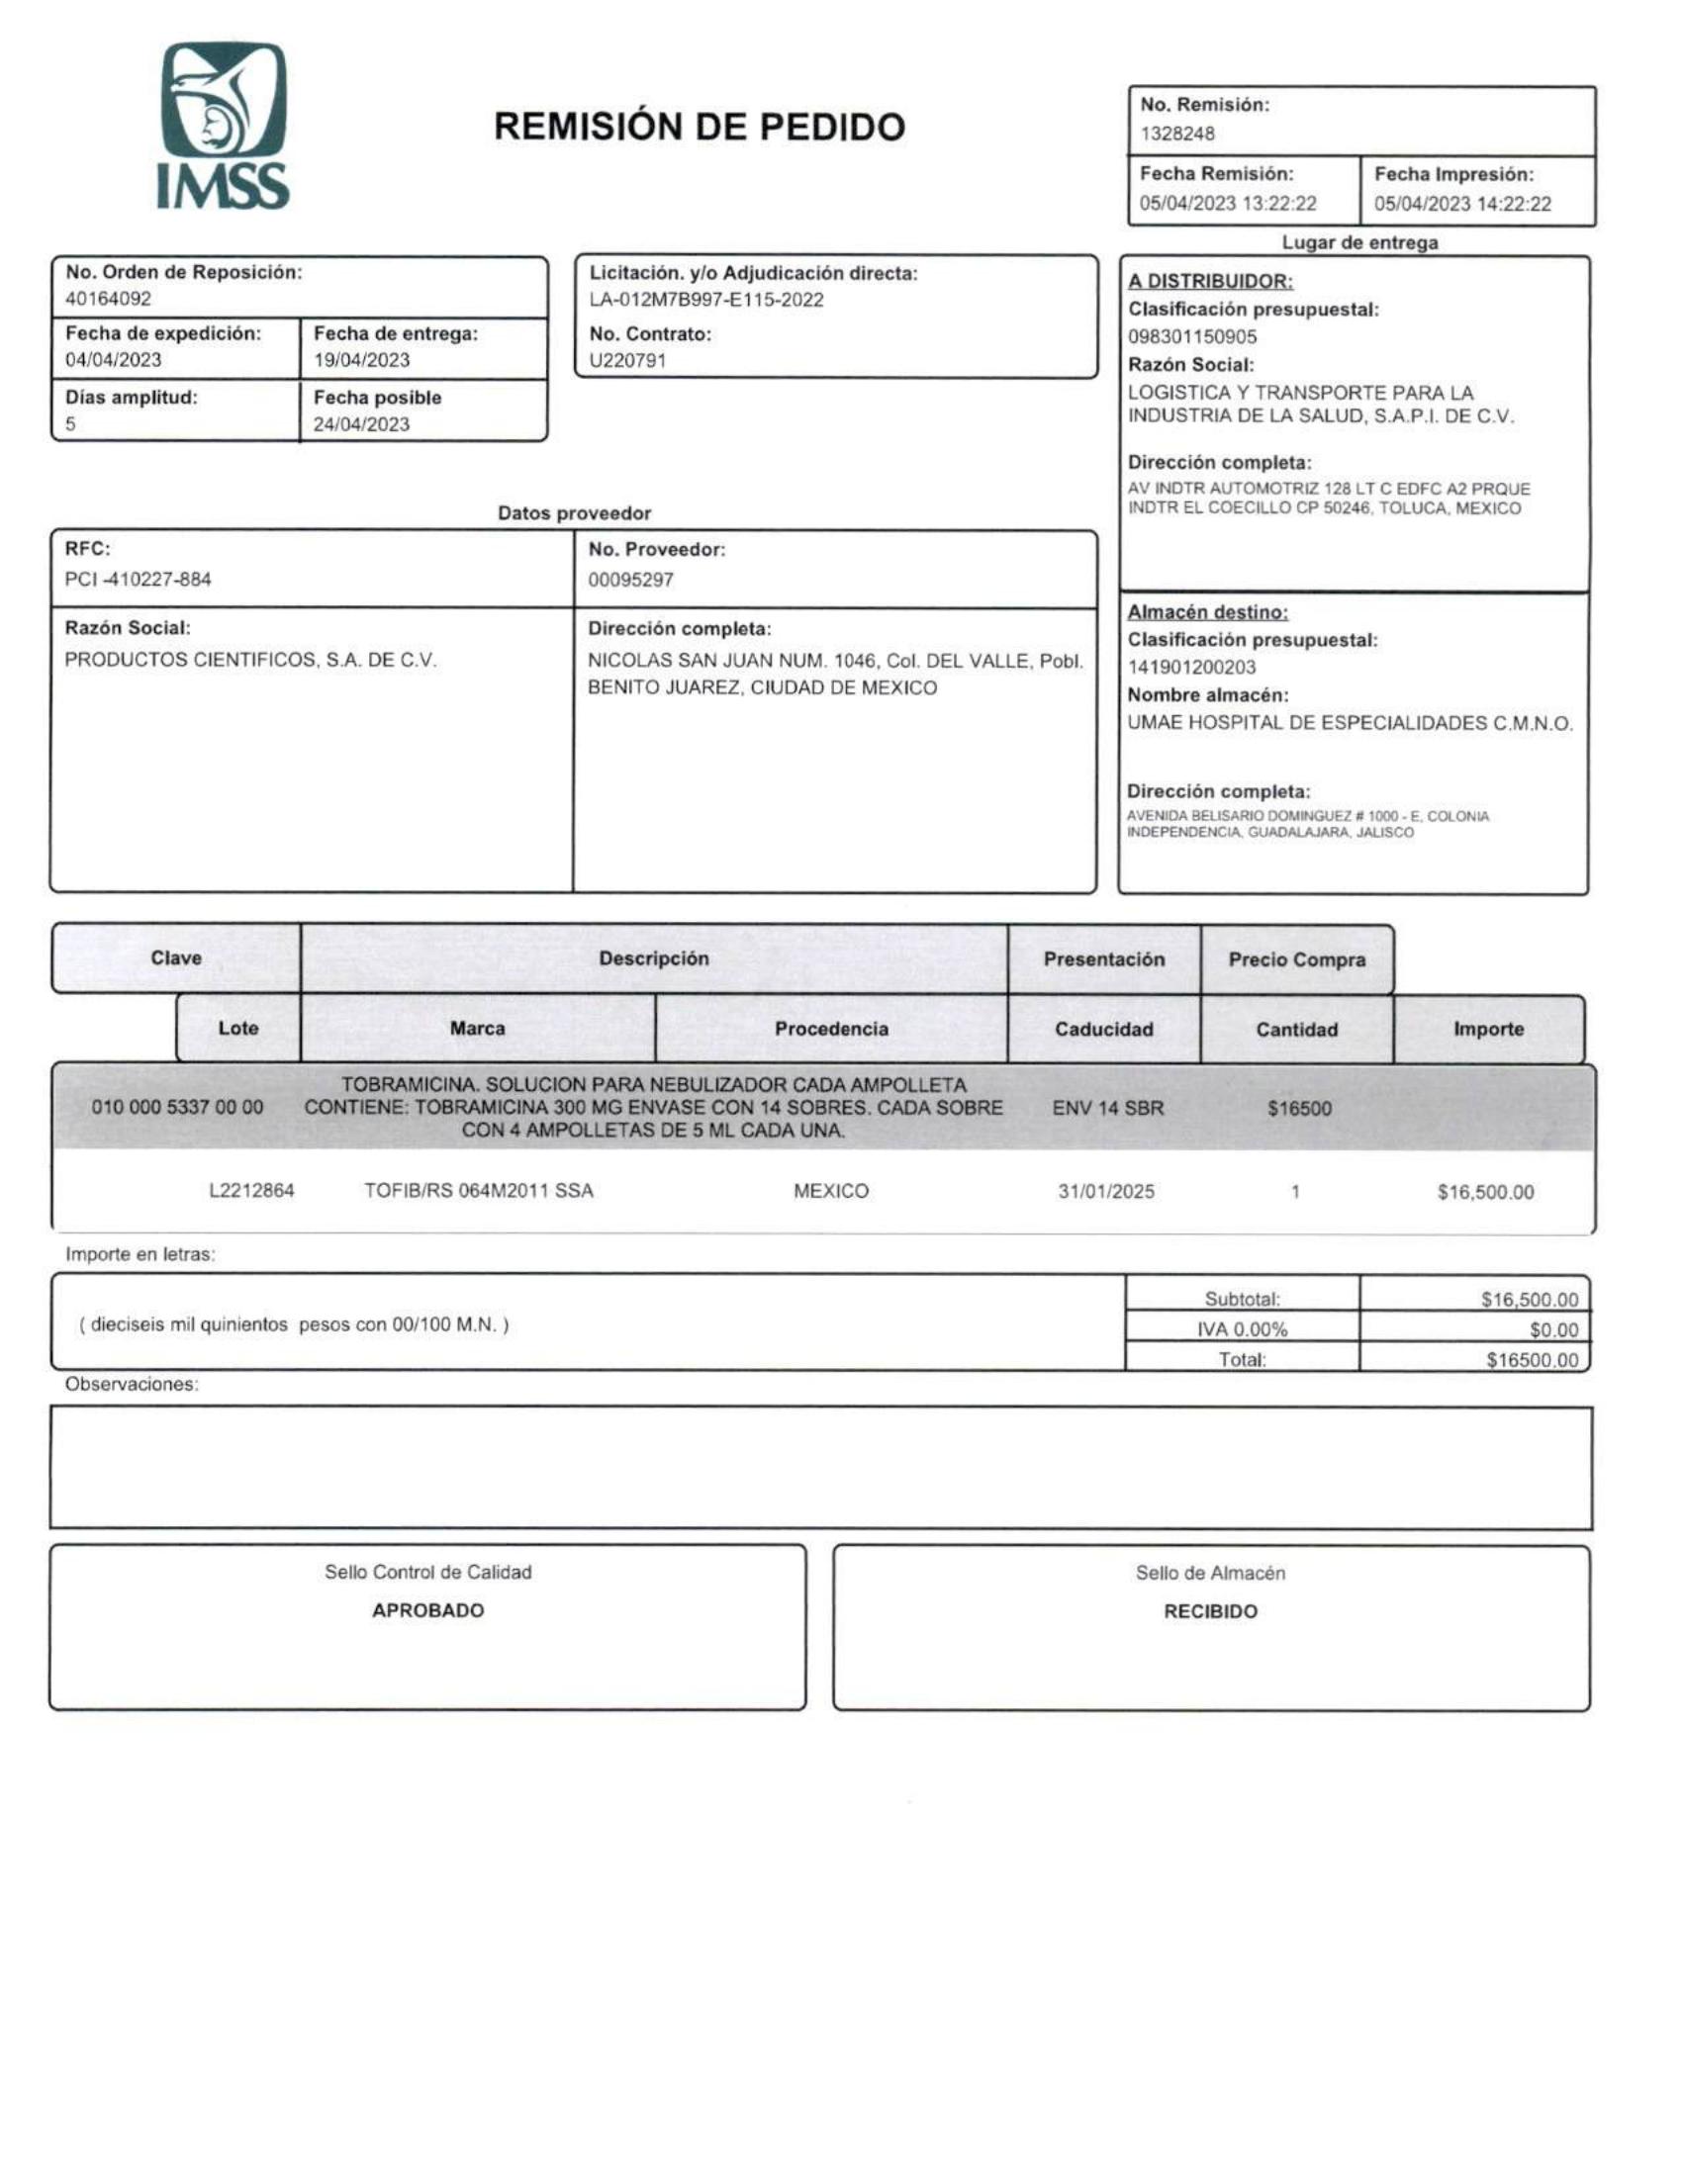 IMSS
REMISIÓN DE PEDIDO
No. Remisión:
1328248
Fecha Remisión:
05/04/2023 13:22:22
Fecha Impresión:
05/04/2023 14:22:22
No. Orden de Reposición:
40164092
Fecha de expedición:
04/04/2023
Fecha de entrega:
19/04/2023
Días amplitud:
5
Fecha posible
24/04/2023
Licitación. y/o Adjudicación directa:
LA-012M7B997-E115-2022
No. Contrato:
U220791
Lugar de entrega
A DISTRIBUIDOR:
Clasificación presupuestal:
098301150905
Razón Social:
LOGISTICA Y TRANSPORTE PARA LA
INDUSTRIA DE LA SALUD, S.A.P.I. DE C.V.
Dirección completa:
AV INDTR AUTOMOTRIZ 128 LT C EDFC A2 PRQUE
INDTR EL COECILLO CP 50246, TOLUCA, MEXICO
Almacén destino:
Clasificación presupuestal:
141901200203
Nombre almacén:
UMAE HOSPITAL DE ESPECIALIDADES C.M.N.O.
Dirección completa:
AVENIDA BELISARIO DOMINGUEZ # 1000 - E, COLONIA
INDEPENDENCIA, GUADALAJARA, JALISCO
Datos proveedor
RFC:
PCI -410227-884
No. Proveedor:
00095297
Razón Social:
PRODUCTOS CIENTIFICOS, S.A. DE C.V.
Dirección completa:
NICOLAS SAN JUAN NUM. 1046, Col. DEL VALLE, Pobl.
BENITO JUAREZ, CIUDAD DE MEXICO
Clave Descripción Presentación Precio Compra
Lote Marca Procedencia Caducidad Cantidad Importe
TOBRAMICINA. SOLUCION PARA NEBULIZADOR CADA AMPOLLETA
010 000 5337 00 00 CONTIENE: TOBRAMICINA 300 MG ENVASE CON 14 SOBRES. CADA SOBRE ENV 14 SBR $16500
CON 4 AMPOLLETAS DE 5 ML CADA UNA.
L2212864 TOFIB/RS 064M2011 SSA MEXICO 31/01/2025 1 $16,500.00
Importe en letras:
( dieciseis mil quinientos pesos con 00/100 M.N. )
Subtotal: $16,500.00
IVA 0.00% $0.00
Total: $16500.00
Observaciones:
Sello Control de Calidad
APROBADO
Sello de Almacén
RECIBIDO